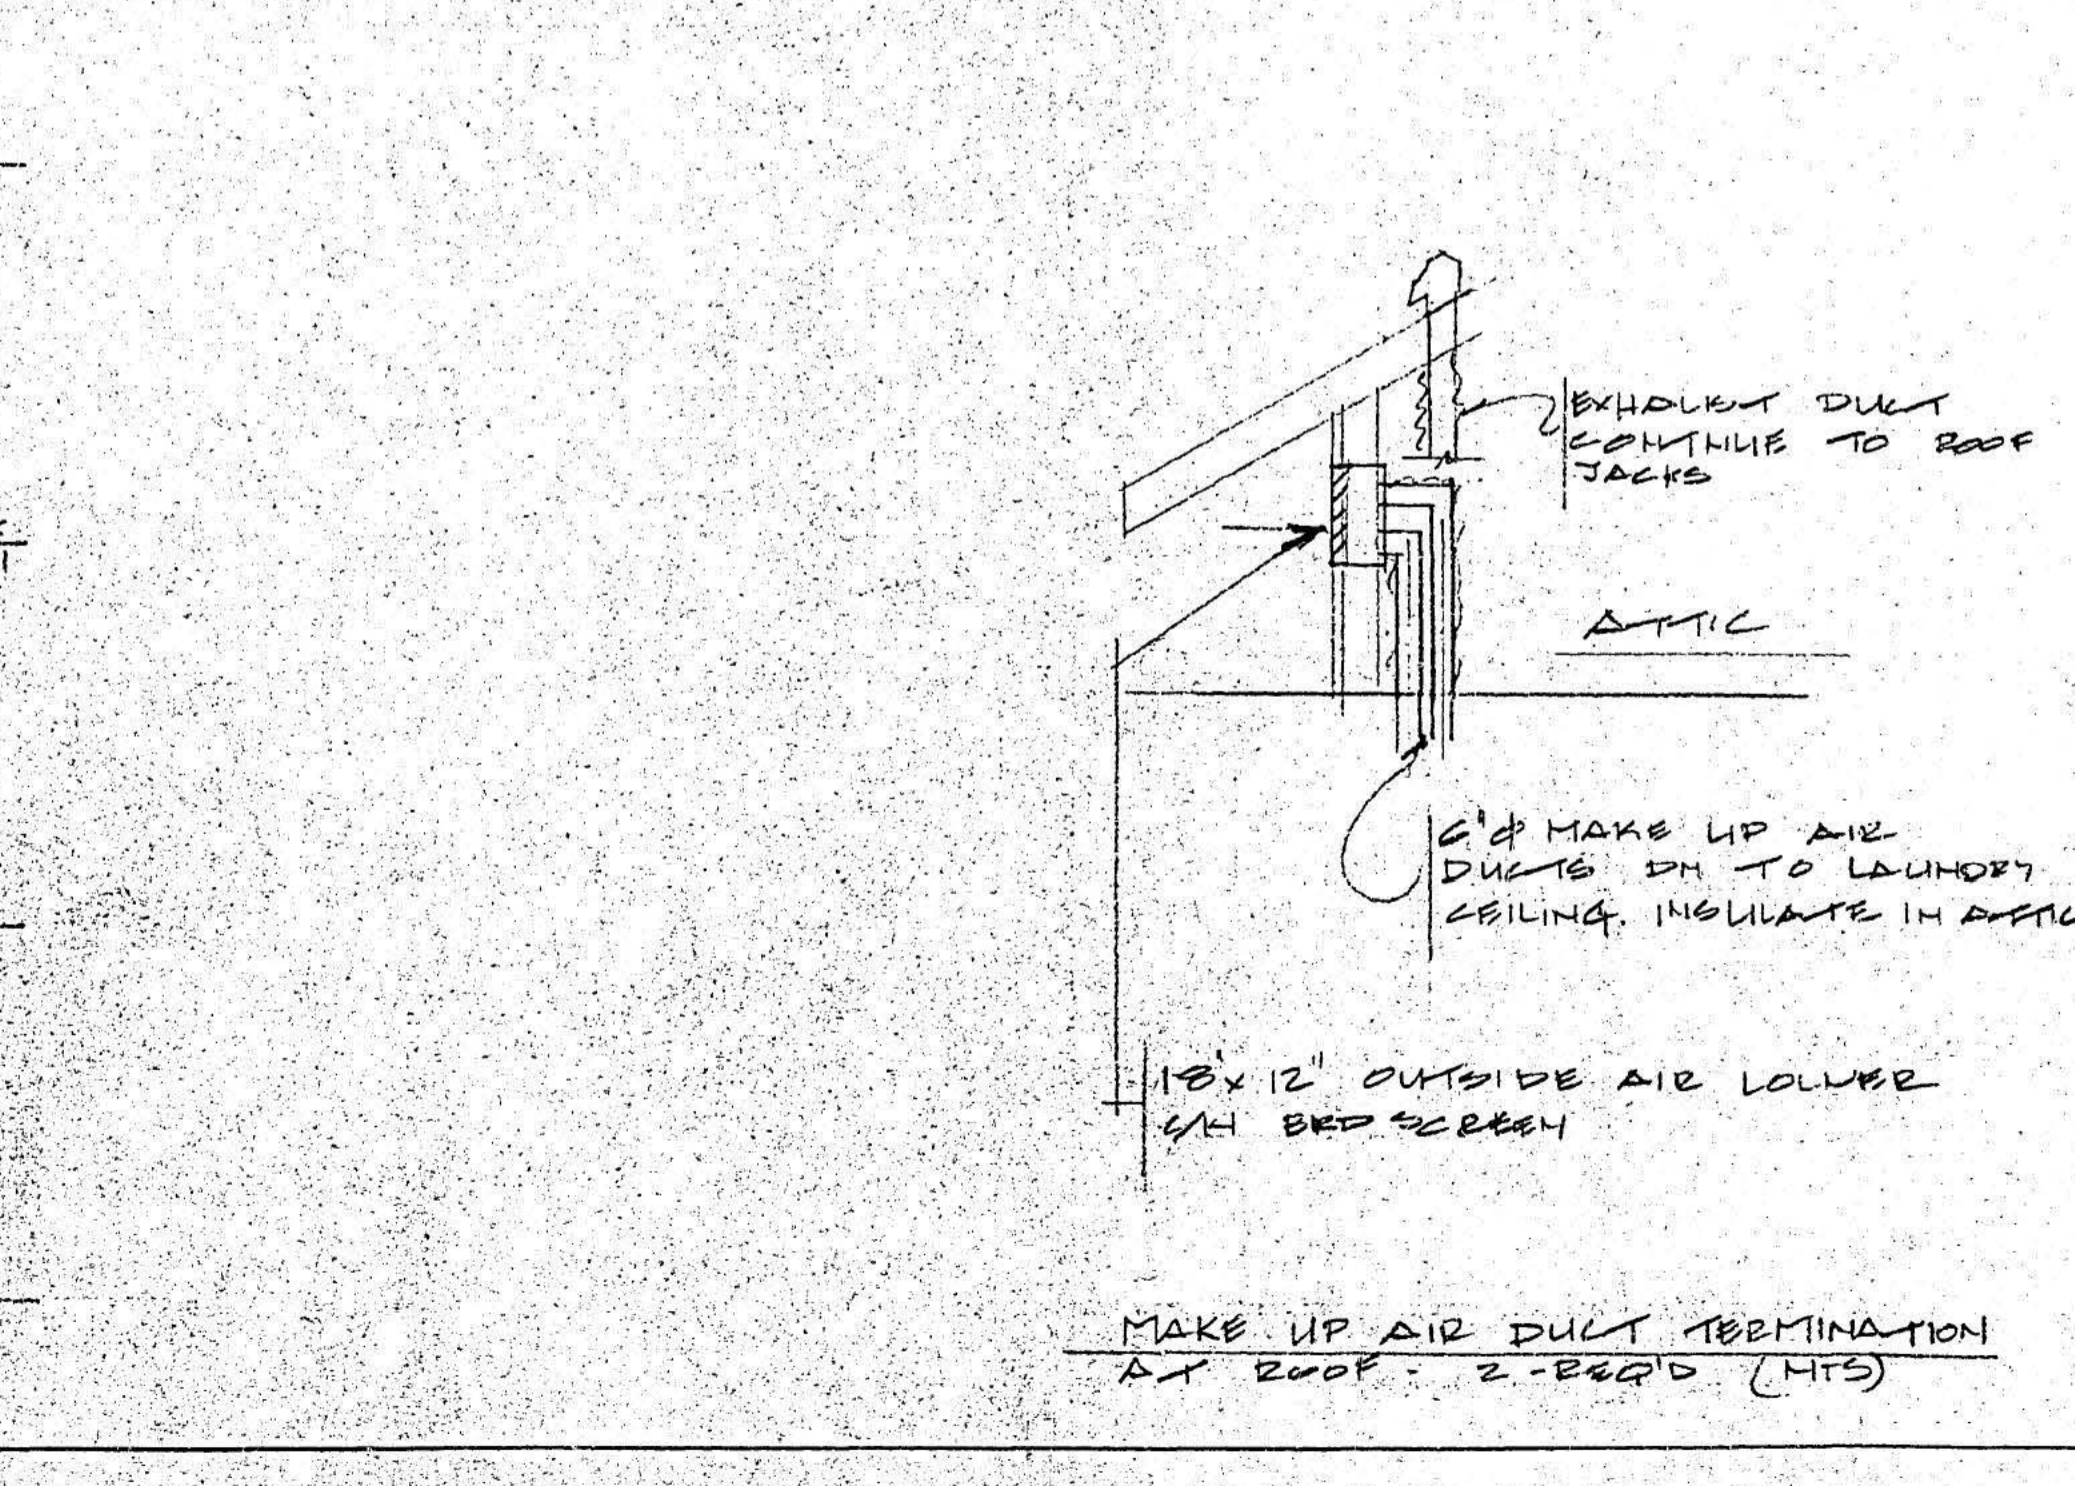 EXHAUST DUCT
CONTINUE TO ROOF
JACKS
ATTIC
6"ϕ MAKE UP AIR
DUCTS DN TO LAUNDRY
CEILING. INSULATE IN ATTIC
18"x 12" OUTSIDE AIR LOUVER
C/W BIRD SCREEN
MAKE UP AIR DUCT TERMINATION
AT ROOF - 2 - REQ'D (NTS)